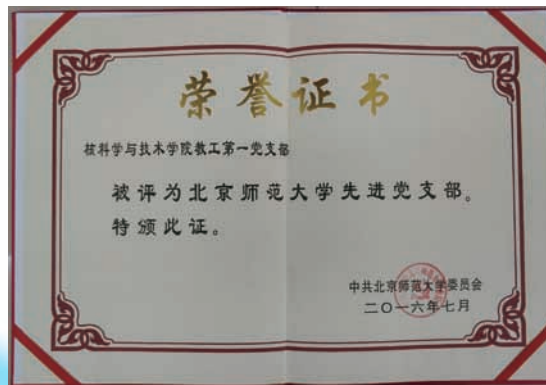 荣誉证书
核科学与技术学院教工第一党支部
被评为北京师范大学先进党支部。
特颁此证。
中共北京师范大学委员会
二〇一六年七月